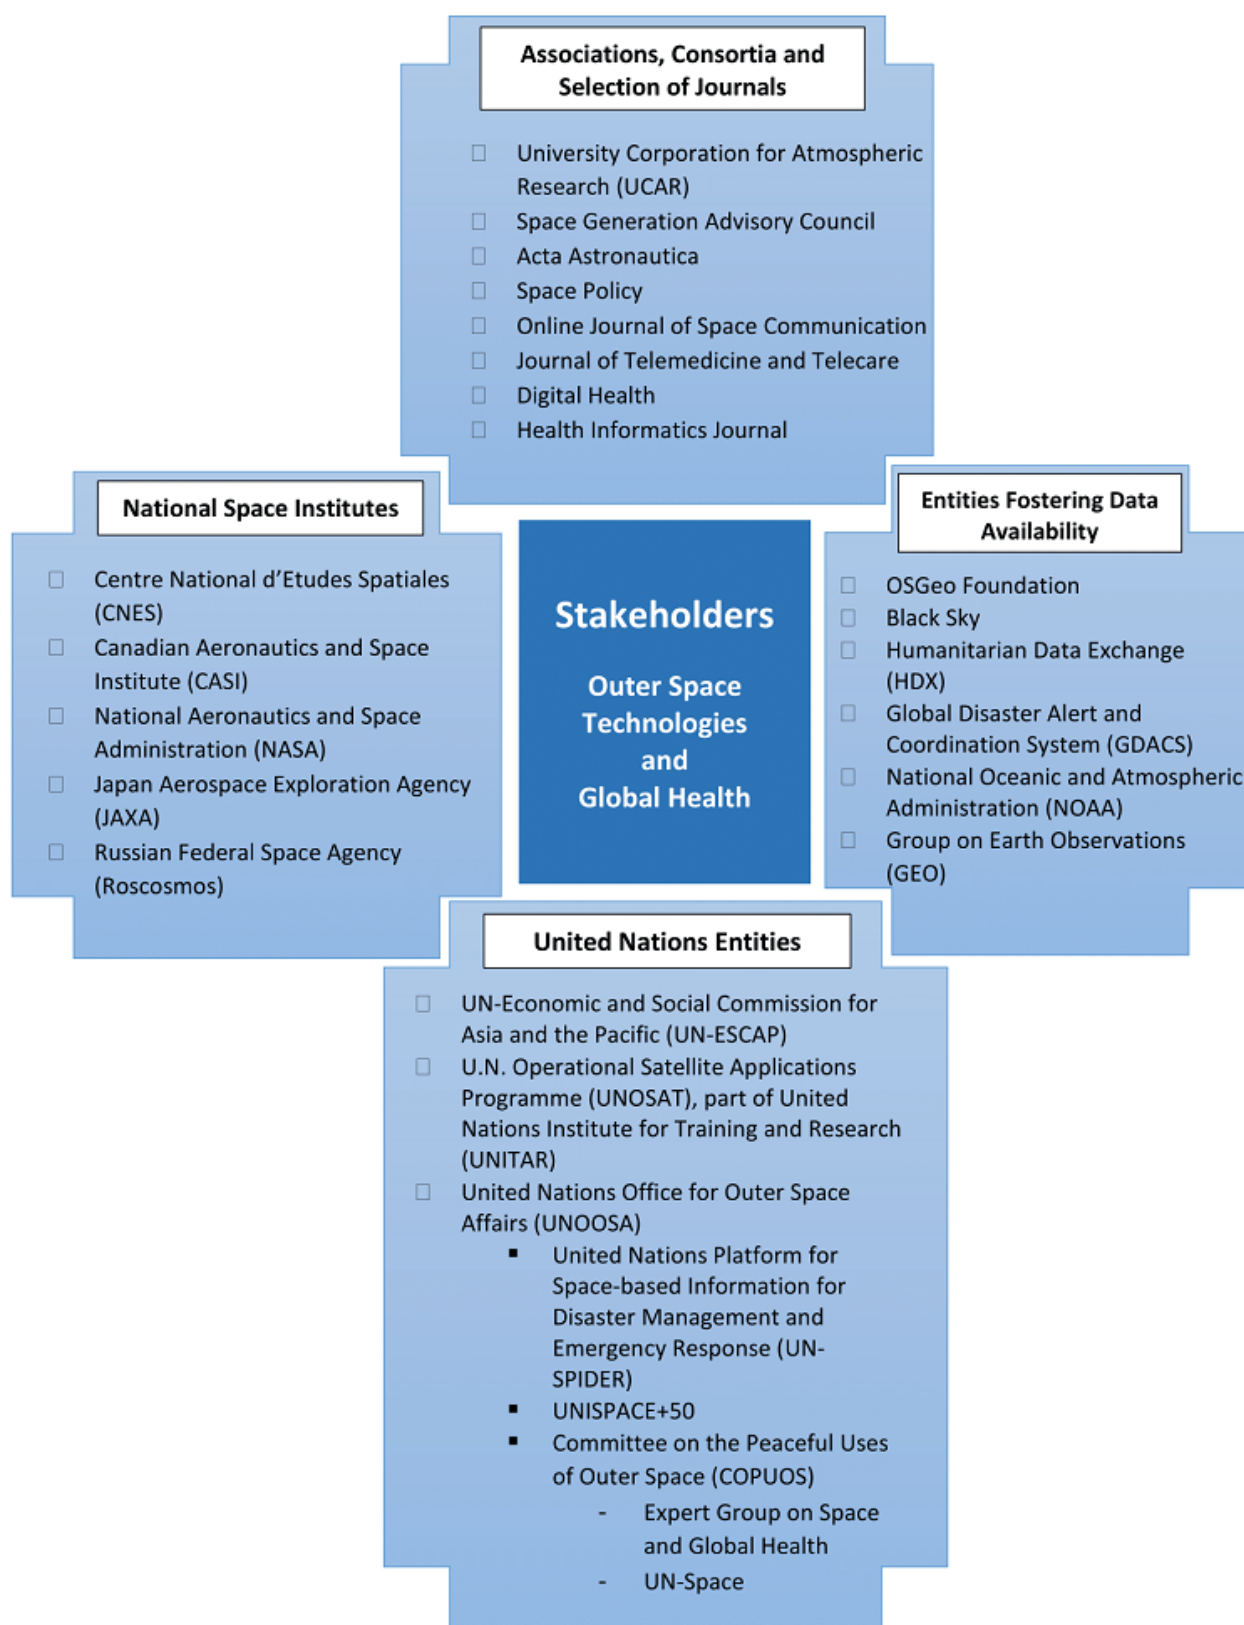 Associations, Consortia and
Selection of Journals
University Corporation for Atmospheric
Research (UCAR)
Space Generation Advisory Council
Acta Astronautica
Space Policy
Online Journal of Space Communication
Journal of Telemedicine and Telecare
Digital Health
Health Informatics Journal
National Space Institutes
Centre National d’Etudes Spatiales
(CNES)
Canadian Aeronautics and Space
Institute (CASI)
National Aeronautics and Space
Administration (NASA)
Japan Aerospace Exploration Agency
(JAXA)
Russian Federal Space Agency
(Roscosmos)
Stakeholders
Outer Space
Technologies
and
Global Health
Entities Fostering Data
Availability
OSGeo Foundation
Black Sky
Humanitarian Data Exchange
(HDX)
Global Disaster Alert and
Coordination System (GDACS)
National Oceanic and Atmospheric
Administration (NOAA)
Group on Earth Observations
(GEO)
United Nations Entities
UN-Economic and Social Commission for
Asia and the Pacific (UN-ESCAP)
U.N. Operational Satellite Applications
Programme (UNOSAT), part of United
Nations Institute for Training and Research
(UNITAR)
United Nations Office for Outer Space
Affairs (UNOOSA)
▪ United Nations Platform for
Space-based Information for
Disaster Management and
Emergency Response (UN-
SPIDER)
▪ UNISPACE+50
▪ Committee on the Peaceful Uses
of Outer Space (COPUOS)
- Expert Group on Space
and Global Health
- UN-Space